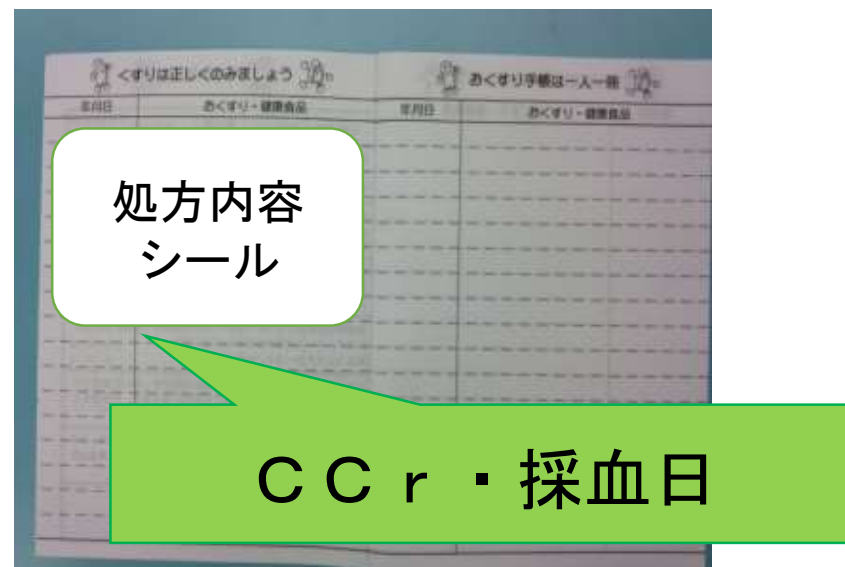 くすりは正しくのみましょう
おくすり手帳は一人一冊
年月日 おくすり・健康食品
年月日 おくすり・健康食品
処方内容
シール
ＣＣｒ・採血日